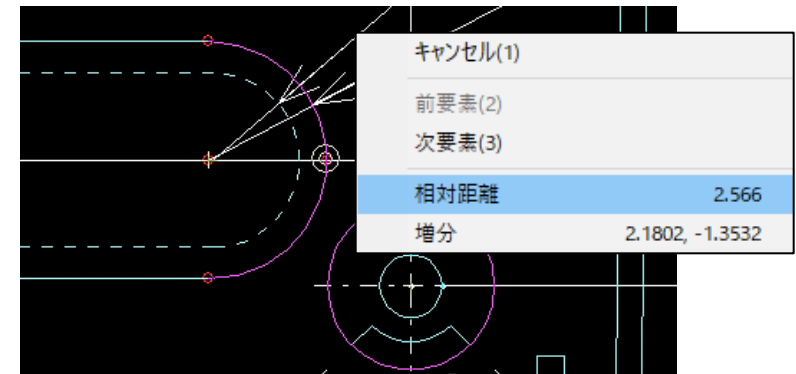 キャンセル(1)
前要素(2)
次要素(3)
相対距離 2.566
増分 2.1802, -1.3532